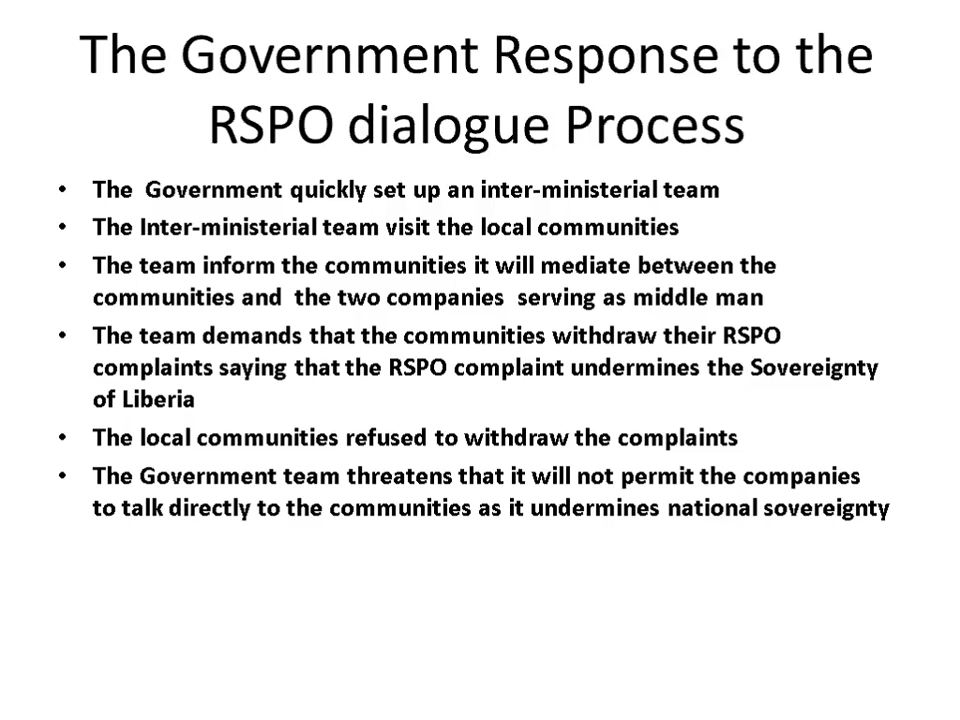 The Government Response to the
RSPO dialogue Process
• The  Government quickly set up an inter-ministerial team
• The Inter-ministerial team visit the local communities
• The team inform the communities it will mediate between the
communities and  the two companies  serving as middle man
• The team demands that the communities withdraw their RSPO
complaints saying that the RSPO complaint undermines the Sovereignty
of Liberia
• The local communities refused to withdraw the complaints
• The Government team threatens that it will not permit the companies
to talk directly to the communities as it undermines national sovereignty